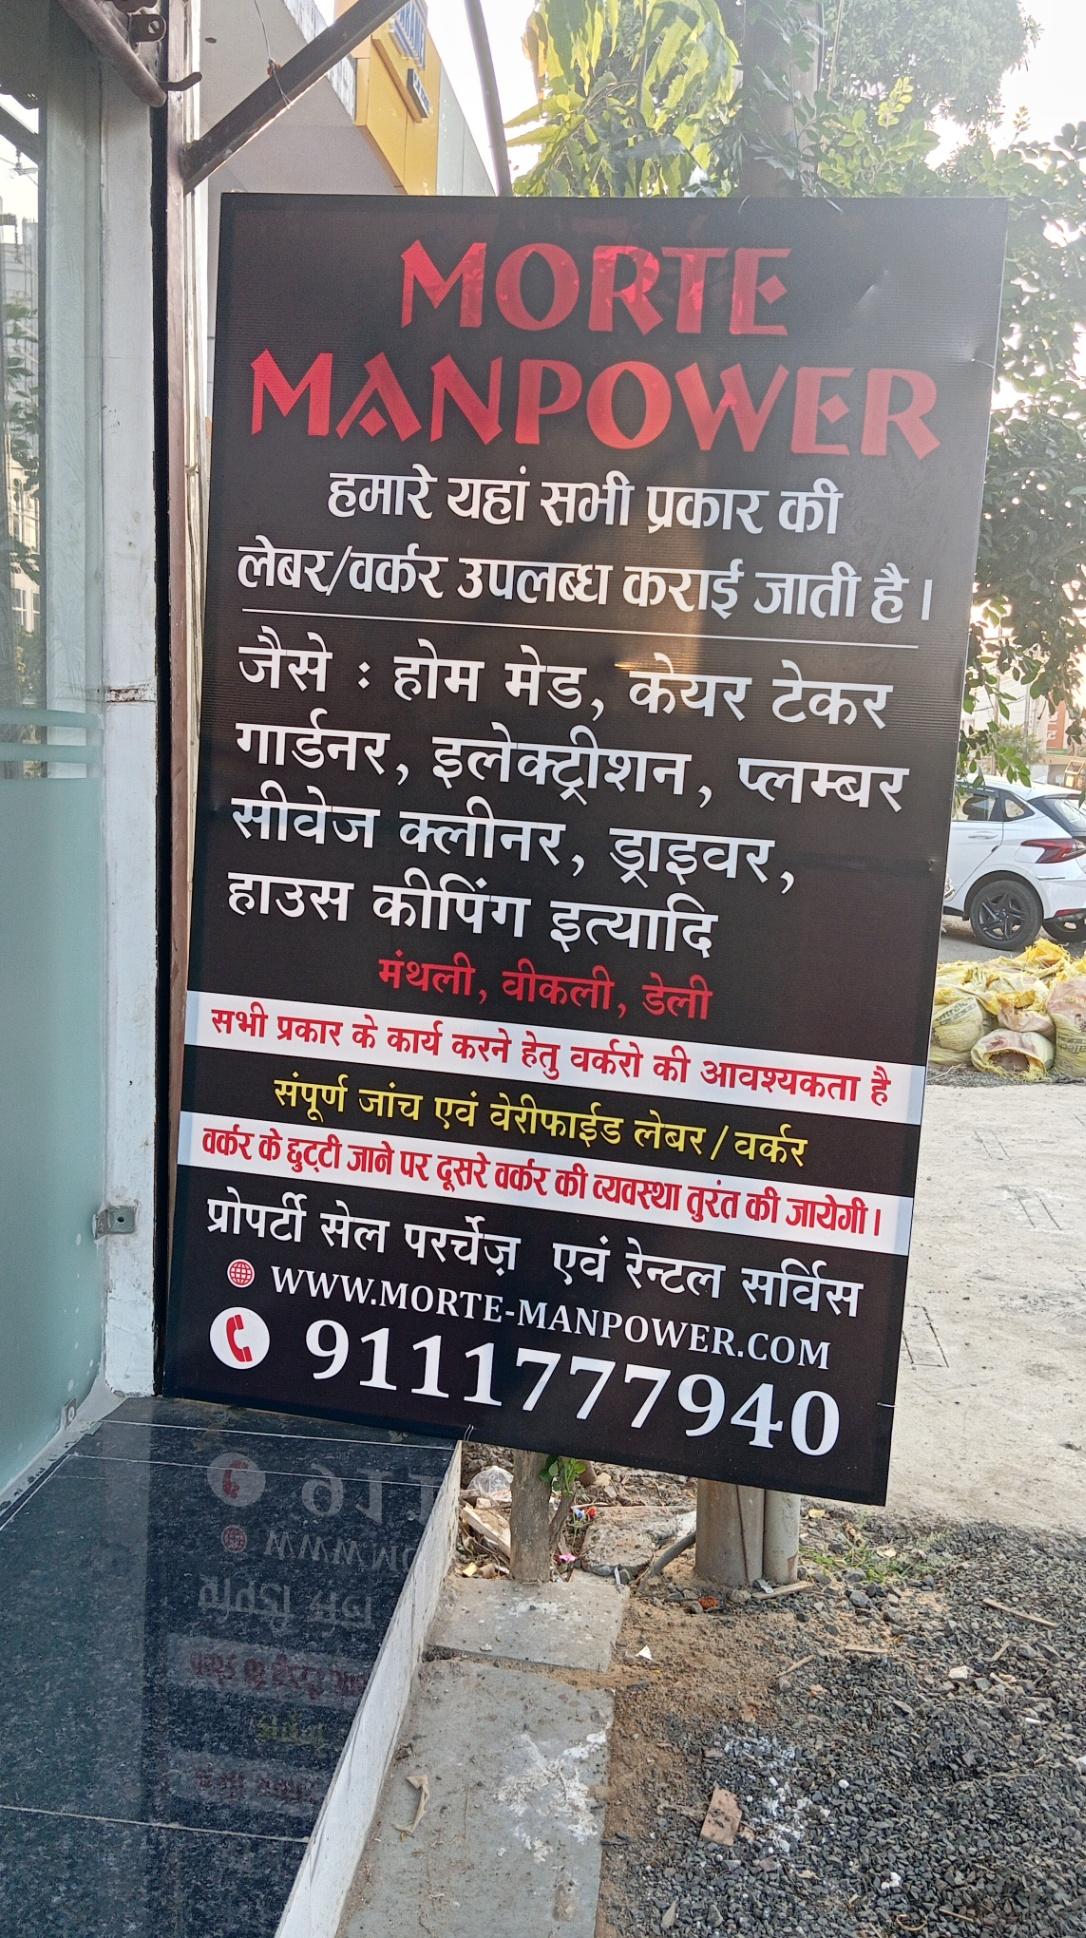 MORTE
MANPOWER
हमारे यहां सभी प्रकार की
लेबर/वर्कर उपलब्ध कराई जाती है।
जैसे : होम मेड, केयर टेकर
गार्डनर, इलेक्ट्रीशन, प्लम्बर
सीवेज क्लीनर, ड्राइवर,
हाउस कीपिंग इत्यादि
मंथली, वीकली, डेली
सभी प्रकार के कार्य करने हेतु वर्करो की आवश्यकता है
संपूर्ण जांच एवं वेरीफाईड लेबर/वर्कर
वर्कर के छुट्टी जाने पर दूसरे वर्कर की व्यवस्था तुरंत की जायेगी।
प्रोपर्टी सेल परर्चेज़ एवं रेन्टल सर्विस
WWW.MORTE-MANPOWER.COM
9111777940